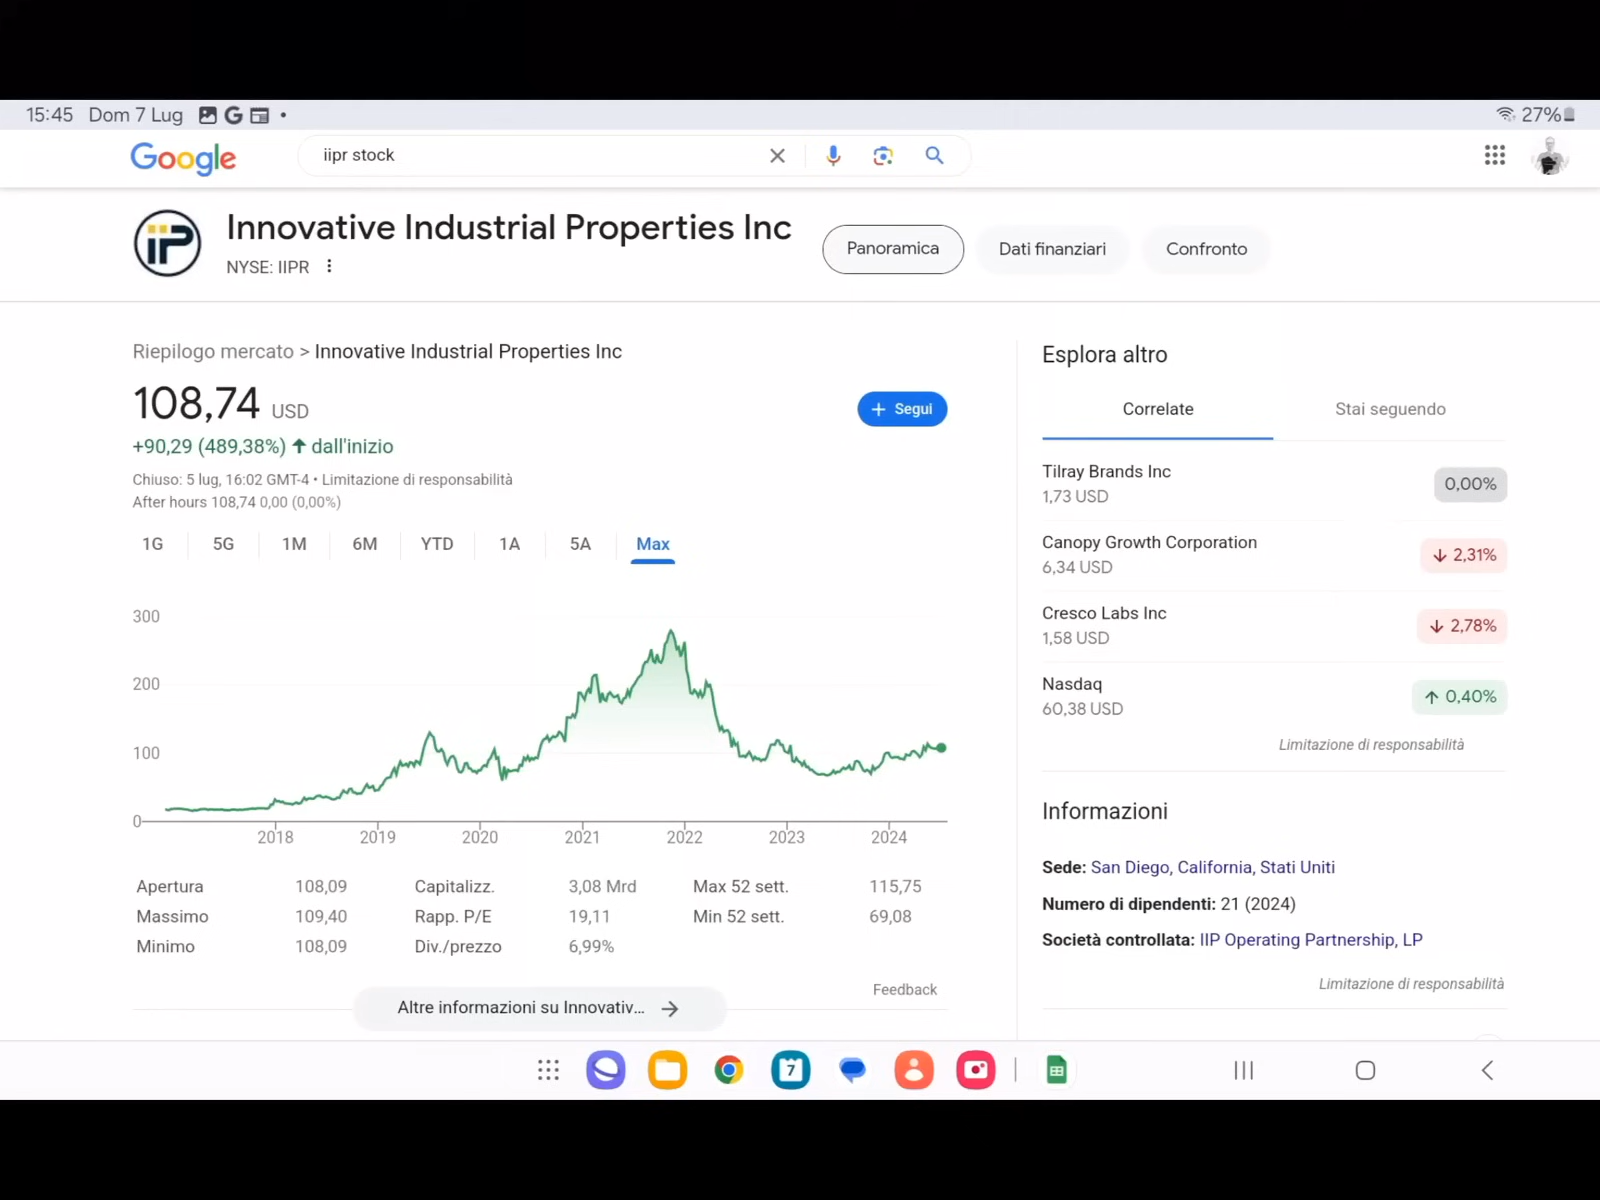 15:45 Dom 7 Lug
27%
Google
iipr stock
iiP
Innovative Industrial Properties Inc
NYSE: IIPR
Panoramica
Dati finanziari
Confronto
Riepilogo mercato > Innovative Industrial Properties Inc
108,74 USD
+ Segui
+90,29 (489,38%) ↑ dall'inizio
Chiuso: 5 lug, 16:02 GMT-4 • Limitazione di responsabilità
After hours 108,74 0,00 (0,00%)
1G 5G 1M 6M YTD 1A 5A Max
300
200
100
0
2018 2019 2020 2021 2022 2023 2024
Apertura 108,09 Capitalizz. 3,08 Mrd Max 52 sett. 115,75
Massimo 109,40 Rapp. P/E 19,11 Min 52 sett. 69,08
Minimo 108,09 Div./prezzo 6,99%
Feedback
Altre informazioni su Innovativ... →
Esplora altro
Correlate Stai seguendo
Tilray Brands Inc
1,73 USD
0,00%
Canopy Growth Corporation
6,34 USD
↓ 2,31%
Cresco Labs Inc
1,58 USD
↓ 2,78%
Nasdaq
60,38 USD
↑ 0,40%
Limitazione di responsabilità
Informazioni
Sede: San Diego, California, Stati Uniti
Numero di dipendenti: 21 (2024)
Società controllata: IIP Operating Partnership, LP
Limitazione di responsabilità
7